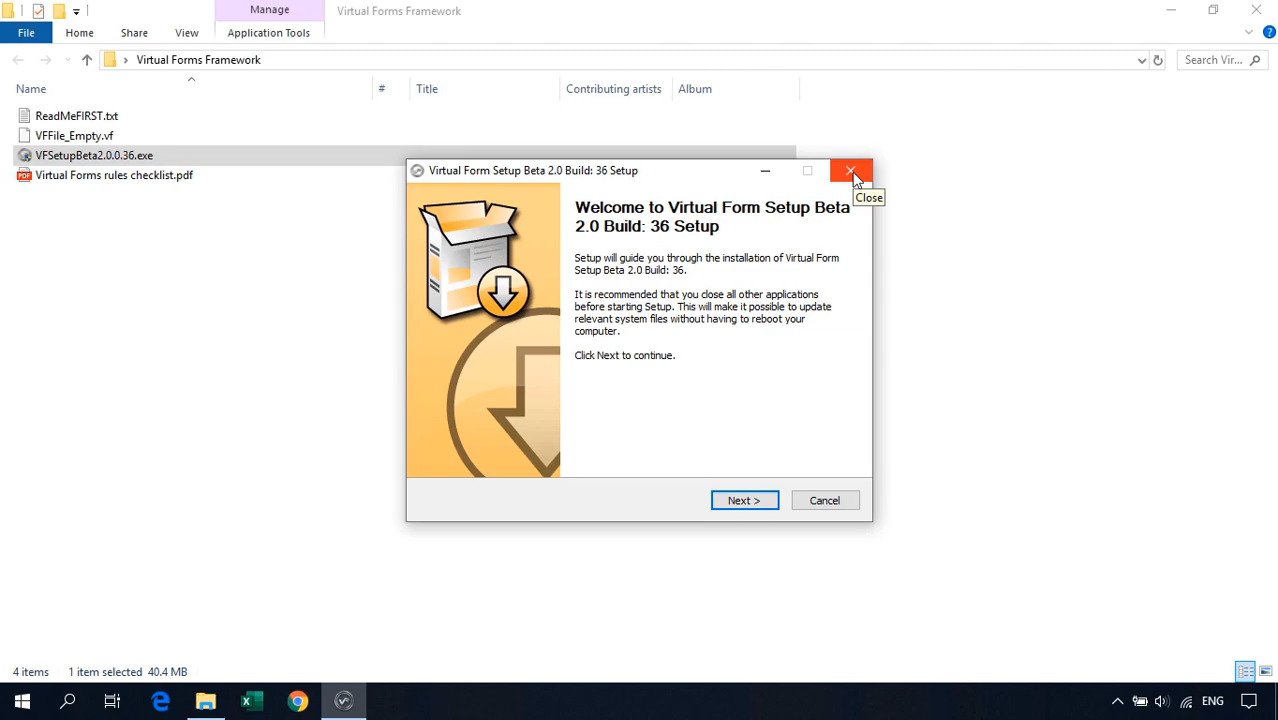 Manage
Virtual Forms Framework
File
Home
Share
View
Application Tools
Virtual Forms Framework
Search Vir...
Name
#
Title
Contributing artists
Album
ReadMeFIRST.txt
VFFile_Empty.vf
VFSetupBeta2.0.0.36.exe
Virtual Forms rules checklist.pdf
Virtual Form Setup Beta 2.0 Build: 36 Setup
Close
Welcome to Virtual Form Setup Beta
2.0 Build: 36 Setup
Setup will guide you through the installation of Virtual Form
Setup Beta 2.0 Build: 36.
It is recommended that you close all other applications
before starting Setup. This will make it possible to update
relevant system files without having to reboot your
computer.
Click Next to continue.
Next >
Cancel
4 items
1 item selected 40.4 MB
ENG